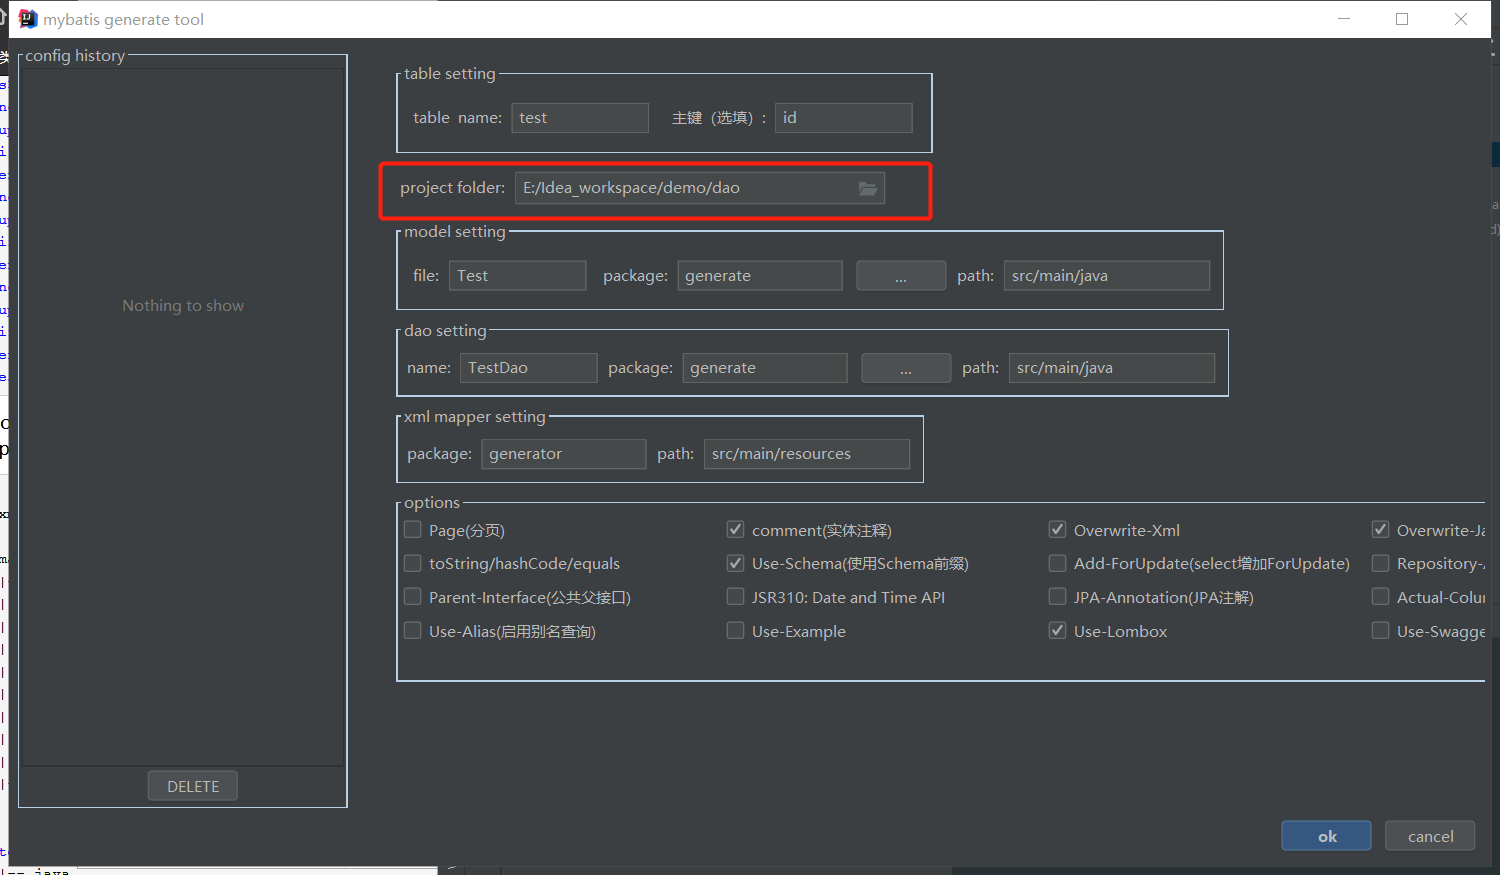 mybatis generate tool
config history
Nothing to show
DELETE
table setting
table name: test 主键（选填）: id
project folder: E:/Idea_workspace/demo/dao
model setting
file: Test package: generate ... path: src/main/java
dao setting
name: TestDao package: generate ... path: src/main/java
xml mapper setting
package: generator path: src/main/resources
options
Page(分页) comment(实体注释) Overwrite-Xml Overwrite-Ja
toString/hashCode/equals Use-Schema(使用Schema前缀) Add-ForUpdate(select增加ForUpdate) Repository-
Parent-Interface(公共父接口) JSR310: Date and Time API JPA-Annotation(JPA注解) Actual-Colu
Use-Alias(启用别名查询) Use-Example Use-Lombox Use-Swagge
ok cancel